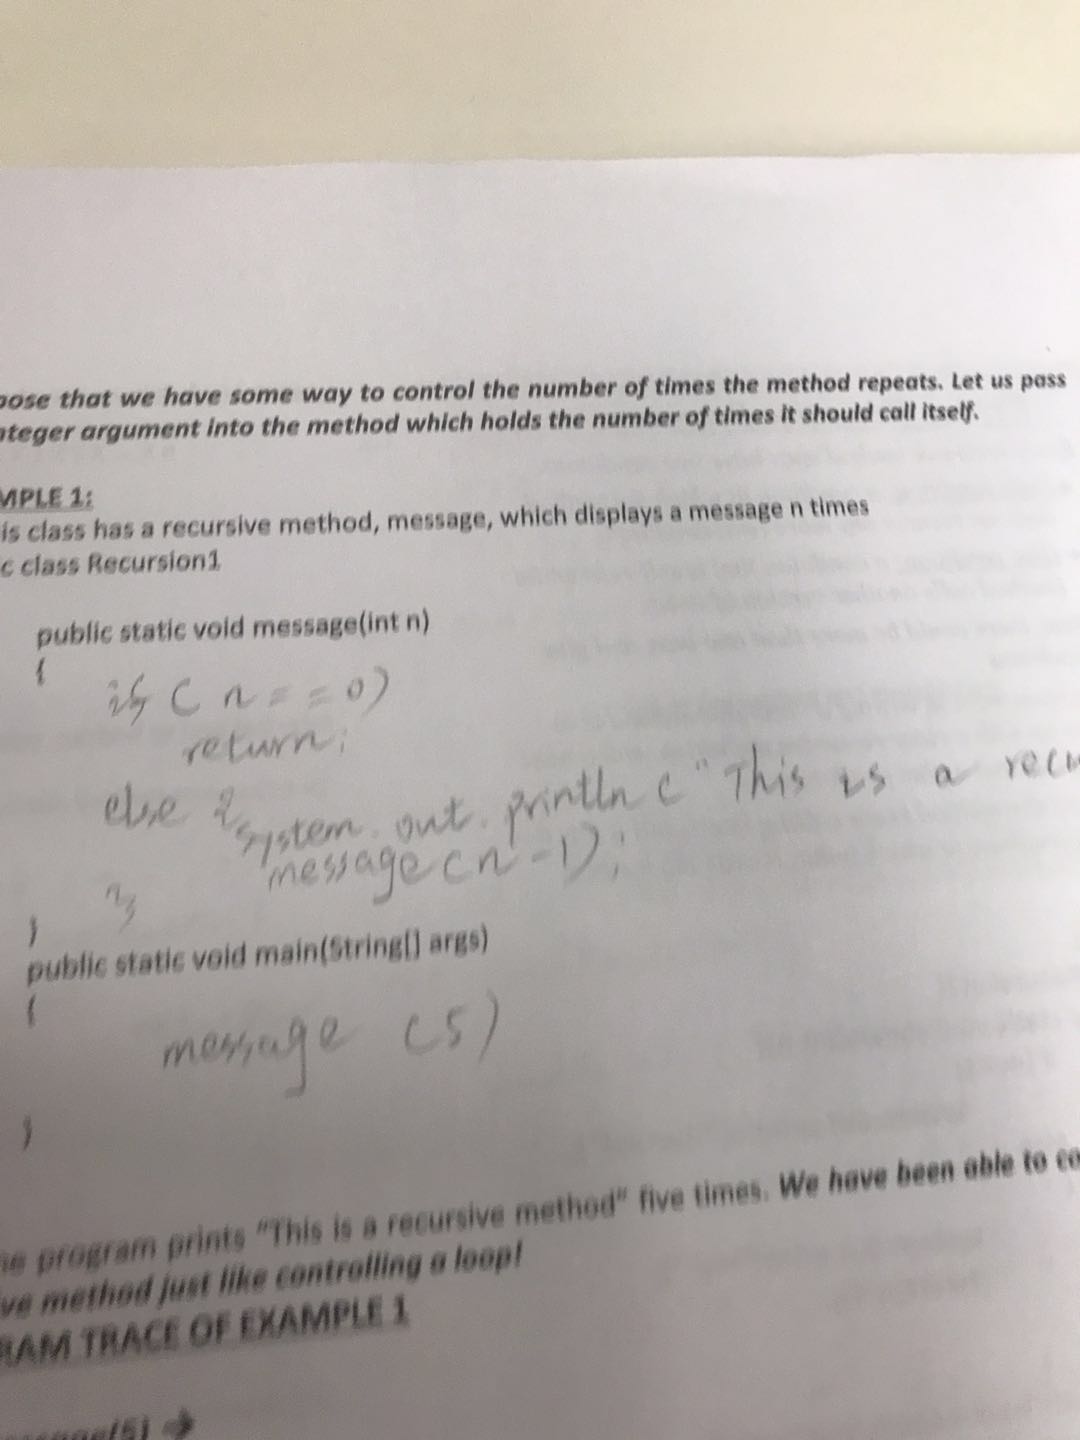 pose that we have some way to control the number of times the method repeats. Let us pass
nteger argument into the method which holds the number of times it should call itself.
MPLE 1:
is class has a recursive method, message, which displays a message n times
c class Recursion1
public static void message(int n)
{
if ( n = = 0)
return;
else { system. out. println ( " This is a recu
message (n -1);
}
}
public static void main(String[] args)
{
message (5)
}
he program prints "This is a recursive method" five times. We have been able to co
ve method just like controlling a loop!
RAM TRACE OF EXAMPLE 1
essage(5) →